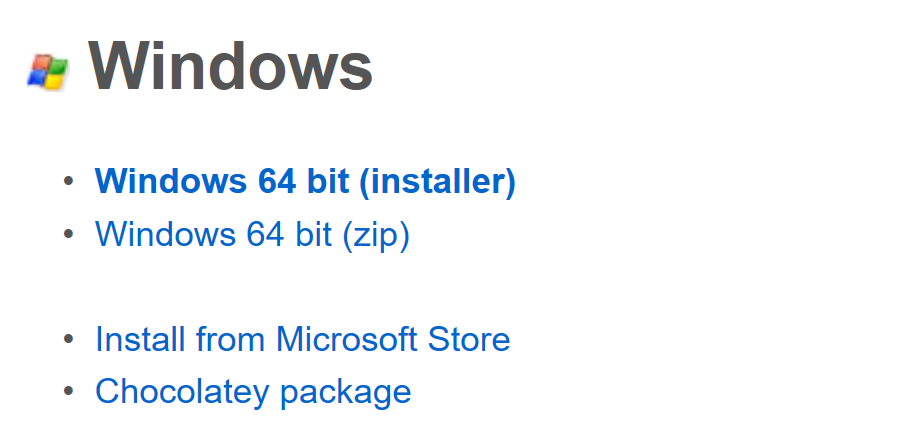 Windows
Windows 64 bit (installer)
Windows 64 bit (zip)
Install from Microsoft Store
Chocolatey package